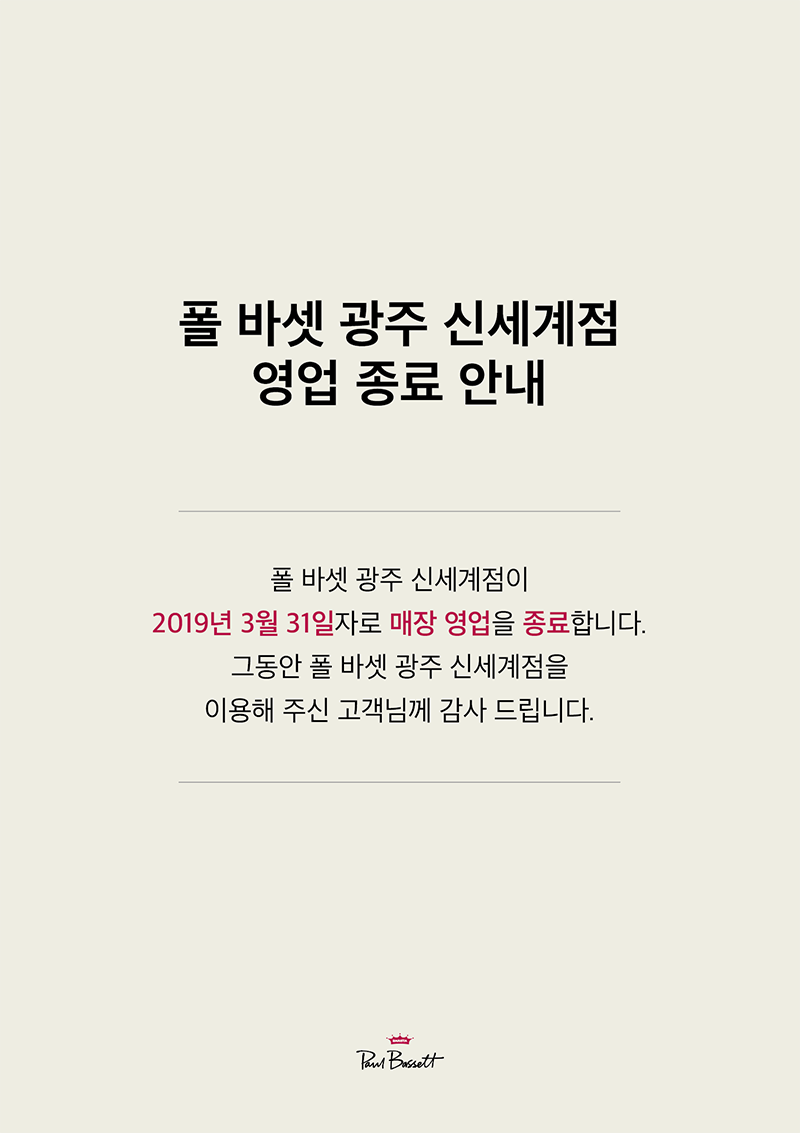 폴 바셋 광주 신세계점
영업 종료 안내
폴 바셋 광주 신세계점이
2019년 3월 31일자로 매장 영업을 종료합니다.
그동안 폴 바셋 광주 신세계점을
이용해 주신 고객님께 감사 드립니다.
Paul Bassett